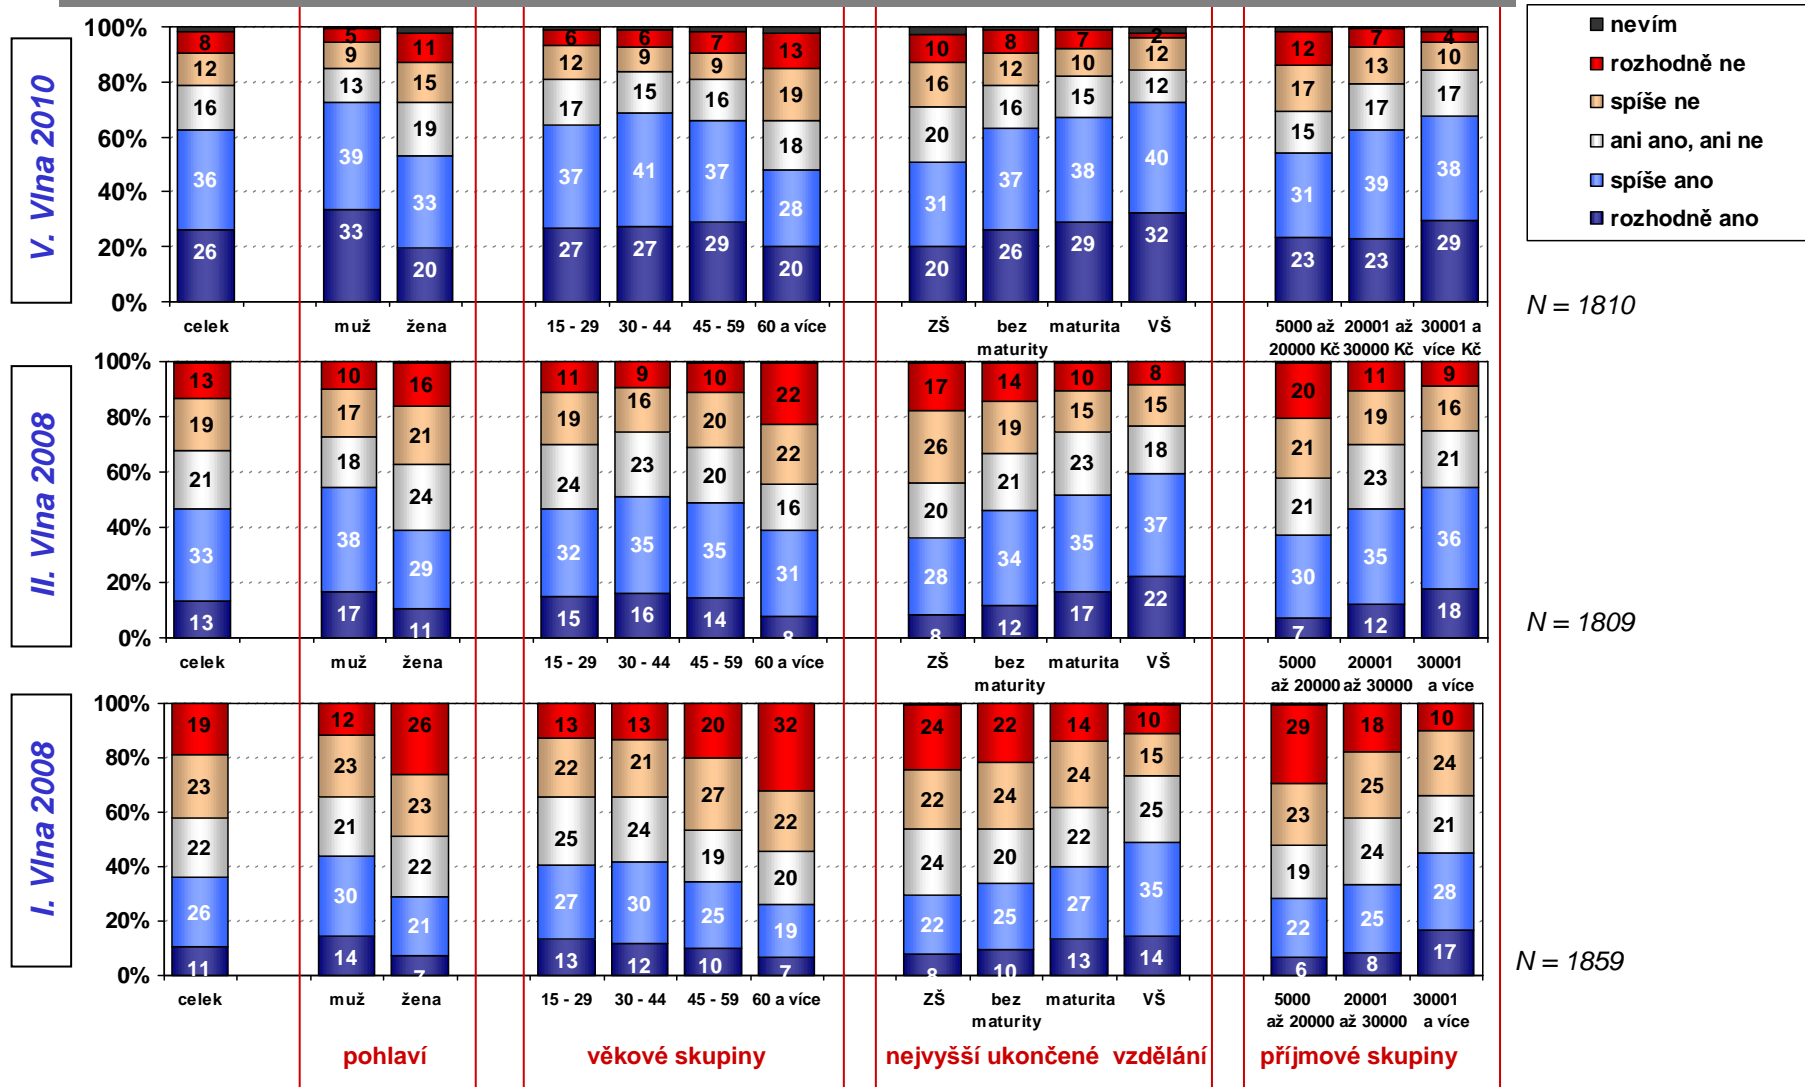 nevím
rozhodně ne
spíše ne
ani ano, ani ne
spíše ano
rozhodně ano
V. Vlna 2010
100%
80%
60%
40%
20%
0%
8 5 11 6 6 7 13 10 8 7 2 12 7 4
12 9 15 12 9 9 19 16 12 10 12 17 13 10
16 13 19 17 15 16 18 20 16 15 12 15 17 17
36 39 33 37 41 37 28 31 37 38 40 31 39 38
26 33 20 27 27 29 20 20 26 29 32 23 23 29
celek muž žena 15 - 29 30 - 44 45 - 59 60 a více ZŠ bez maturita VŠ 5000 až 20001 až 30001 a
maturity 20000 Kč 30000 Kč více Kč
N = 1810
II. Vlna 2008
100%
80%
60%
40%
20%
0%
13 10 16 11 9 10 22 17 14 10 8 20 11 9
19 17 21 19 16 20 22 26 19 15 15 21 19 16
21 18 24 24 23 20 16 20 21 23 18 21 23 21
33 38 29 32 35 35 31 28 34 35 37 30 35 36
13 17 11 15 16 14 8 8 12 17 22 7 12 18
celek muž žena 15 - 29 30 - 44 45 - 59 60 a více ZŠ bez maturita VŠ 5000 20001 30001
maturity až 20000 až 30000 a více
N = 1809
I. Vlna 2008
100%
80%
60%
40%
20%
0%
19 12 26 13 13 20 32 24 22 14 10 29 18 10
23 23 23 22 21 27 22 22 24 24 15 23 25 24
22 21 22 25 24 19 20 24 20 22 25 19 24 21
26 30 21 27 30 25 19 22 25 27 35 22 25 28
11 14 7 13 12 10 7 8 10 13 14 6 8 17
celek muž žena 15 - 29 30 - 44 45 - 59 60 a více ZŠ bez maturita VŠ 5000 20001 30001
maturity až 20000 až 30000 a více
N = 1859
pohlaví věkové skupiny nejvyšší ukončené vzdělání příjmové skupiny